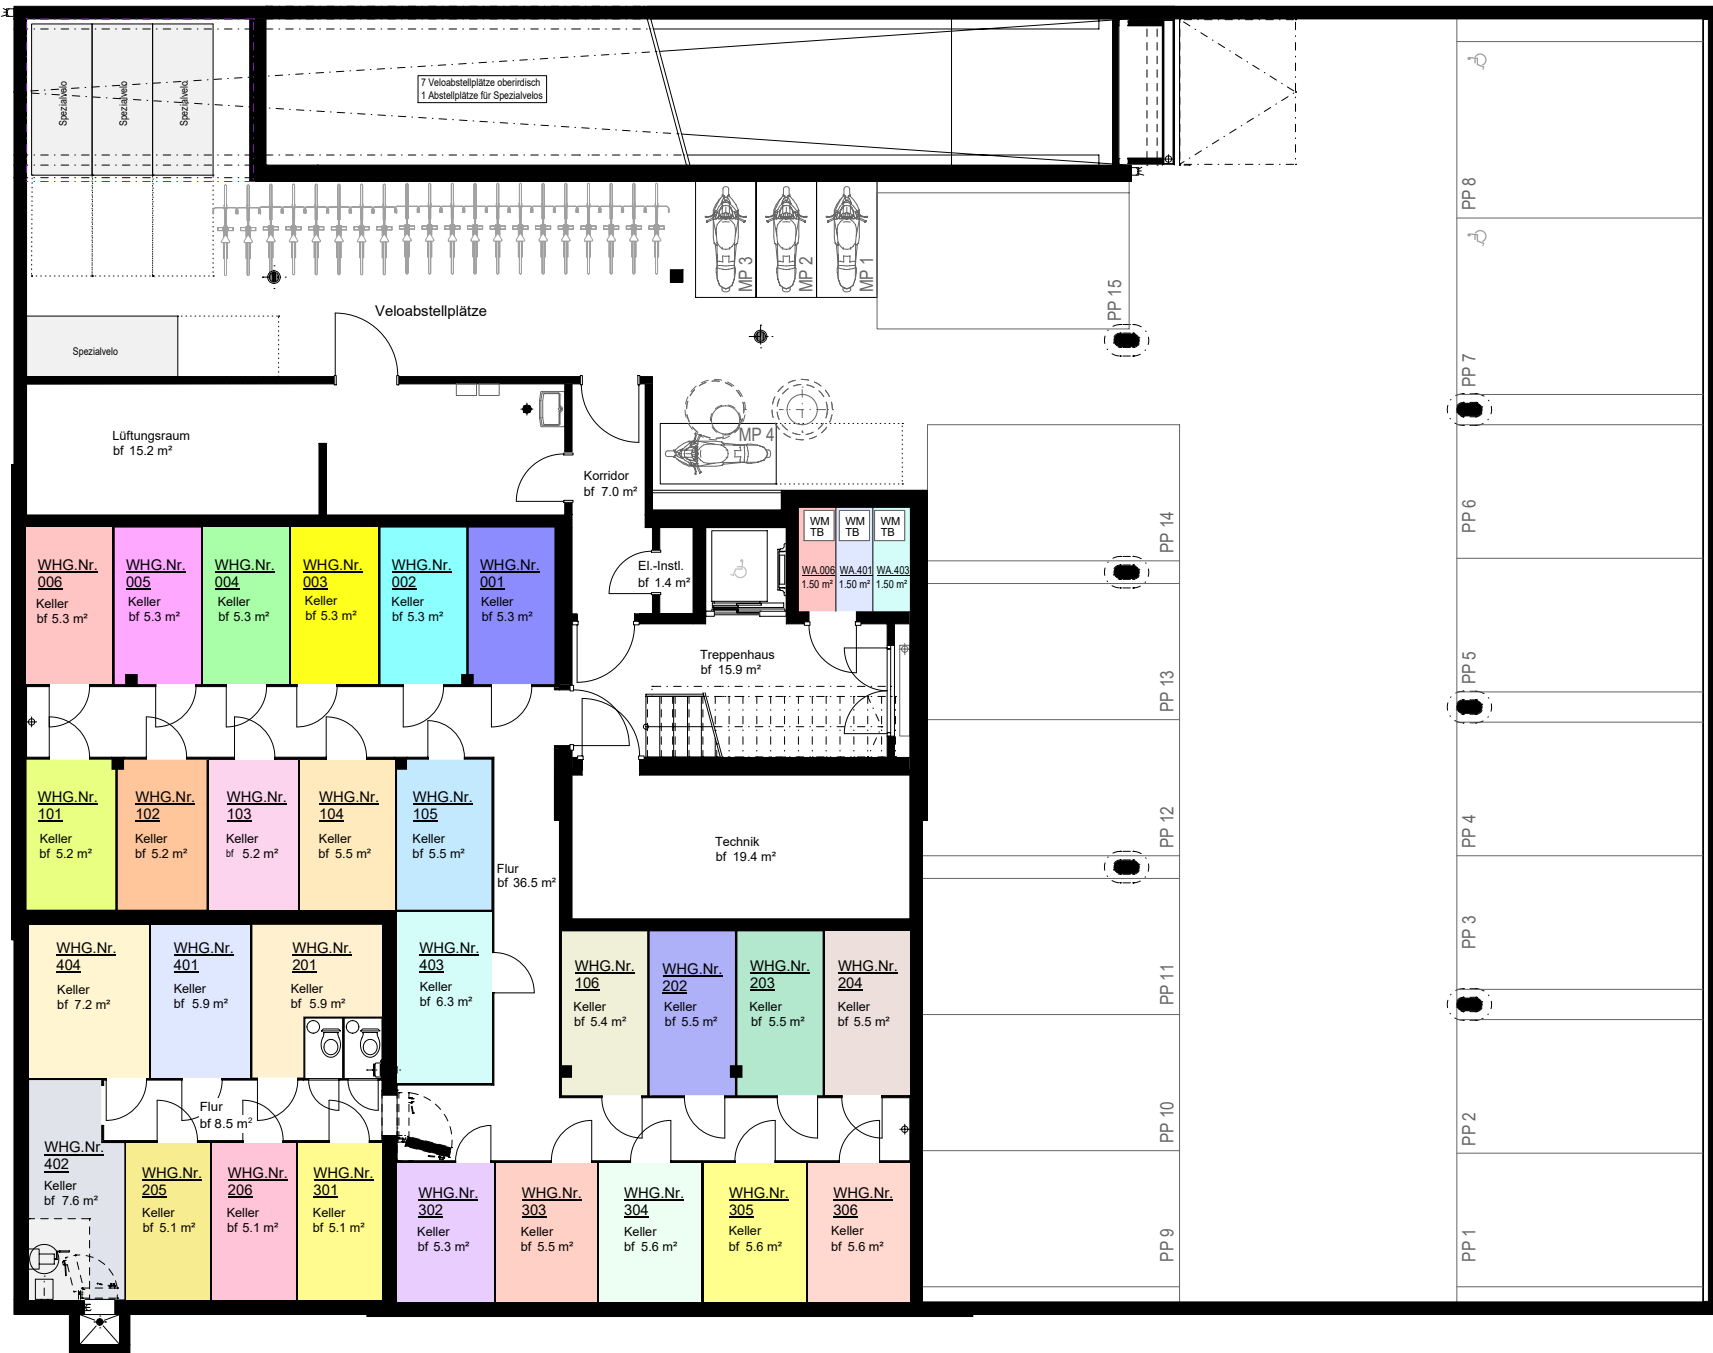 7 Veloabstellplätze oberirdisch
1 Abstellplätze für Spezialvelos
Spezialvelo
Spezialvelo
Spezialvelo
PP 8
MP 3
MP 2
MP 1
PP 15
Veloabstellplätze
Spezialvelo
PP 7
Lüftungsraum
bf 15.2 m²
MP 4
Korridor
bf 7.0 m²
PP 14
PP 6
WM
TB
WM
TB
WM
TB
WA.006
1.50 m²
WA.401
1.50 m²
WA.403
1.50 m²
El.-Instl.
bf 1.4 m²
WHG.Nr.
006
Keller
bf 5.3 m²
WHG.Nr.
005
Keller
bf 5.3 m²
WHG.Nr.
004
Keller
bf 5.3 m²
WHG.Nr.
003
Keller
bf 5.3 m²
WHG.Nr.
002
Keller
bf 5.3 m²
WHG.Nr.
001
Keller
bf 5.3 m²
Treppenhaus
bf 15.9 m²
PP 13
PP 5
WHG.Nr.
101
Keller
bf 5.2 m²
WHG.Nr.
102
Keller
bf 5.2 m²
WHG.Nr.
103
Keller
bf 5.2 m²
WHG.Nr.
104
Keller
bf 5.5 m²
WHG.Nr.
105
Keller
bf 5.5 m²
Flur
bf 36.5 m²
Technik
bf 19.4 m²
PP 12
PP 4
WHG.Nr.
404
Keller
bf 7.2 m²
WHG.Nr.
401
Keller
bf 5.9 m²
WHG.Nr.
201
Keller
bf 5.9 m²
WHG.Nr.
403
Keller
bf 6.3 m²
WHG.Nr.
106
Keller
bf 5.4 m²
WHG.Nr.
202
Keller
bf 5.5 m²
WHG.Nr.
203
Keller
bf 5.5 m²
WHG.Nr.
204
Keller
bf 5.5 m²
PP 11
PP 3
Flur
bf 8.5 m²
PP 10
PP 2
WHG.Nr.
402
Keller
bf 7.6 m²
WHG.Nr.
205
Keller
bf 5.1 m²
WHG.Nr.
206
Keller
bf 5.1 m²
WHG.Nr.
301
Keller
bf 5.1 m²
WHG.Nr.
302
Keller
bf 5.3 m²
WHG.Nr.
303
Keller
bf 5.5 m²
WHG.Nr.
304
Keller
bf 5.6 m²
WHG.Nr.
305
Keller
bf 5.6 m²
WHG.Nr.
306
Keller
bf 5.6 m²
PP 9
PP 1